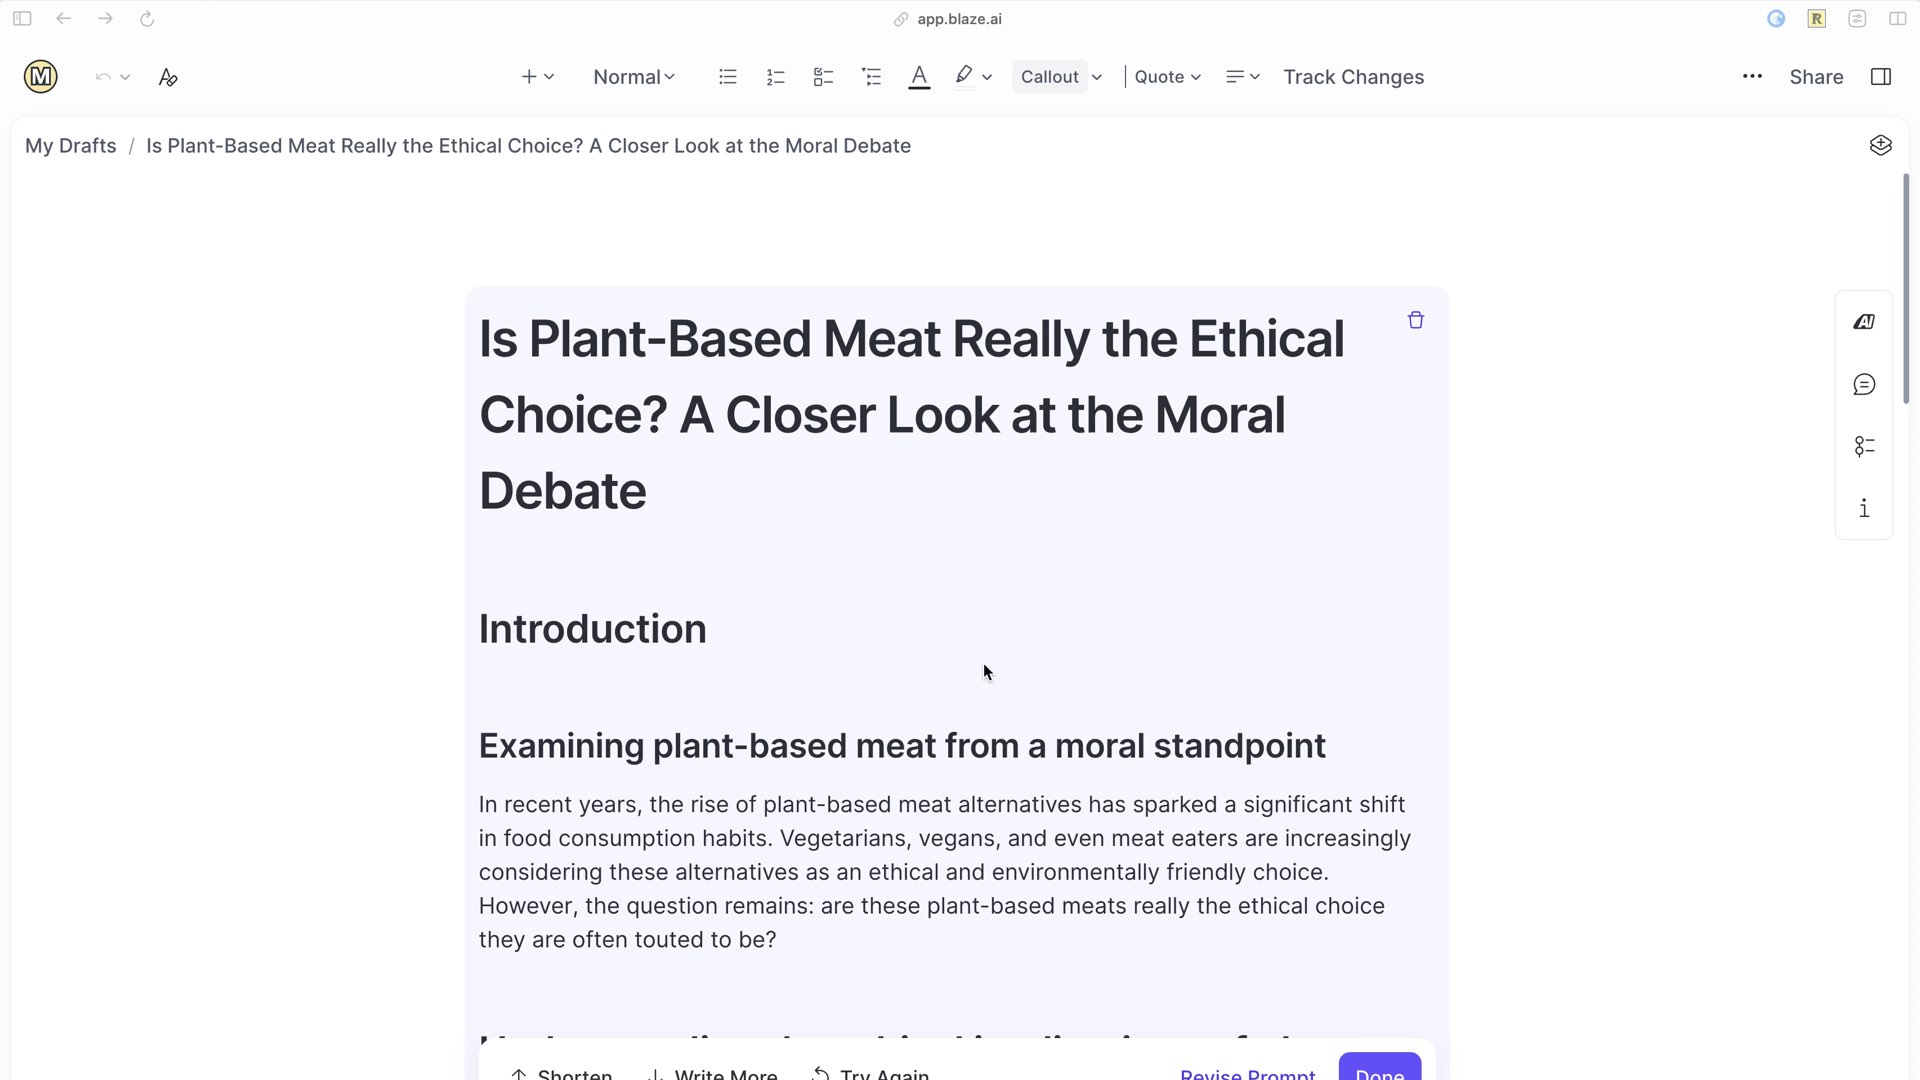 app.blaze.ai
R
M
Normal
A
Callout
Quote
Track Changes
Share
My Drafts / Is Plant-Based Meat Really the Ethical Choice? A Closer Look at the Moral Debate
Is Plant-Based Meat Really the Ethical
Choice? A Closer Look at the Moral
Debate
AI
i
Introduction
Examining plant-based meat from a moral standpoint
In recent years, the rise of plant-based meat alternatives has sparked a significant shift
in food consumption habits. Vegetarians, vegans, and even meat eaters are increasingly
considering these alternatives as an ethical and environmentally friendly choice.
However, the question remains: are these plant-based meats really the ethical choice
they are often touted to be?
Shorten Write More Try Again Revise Prompt Done